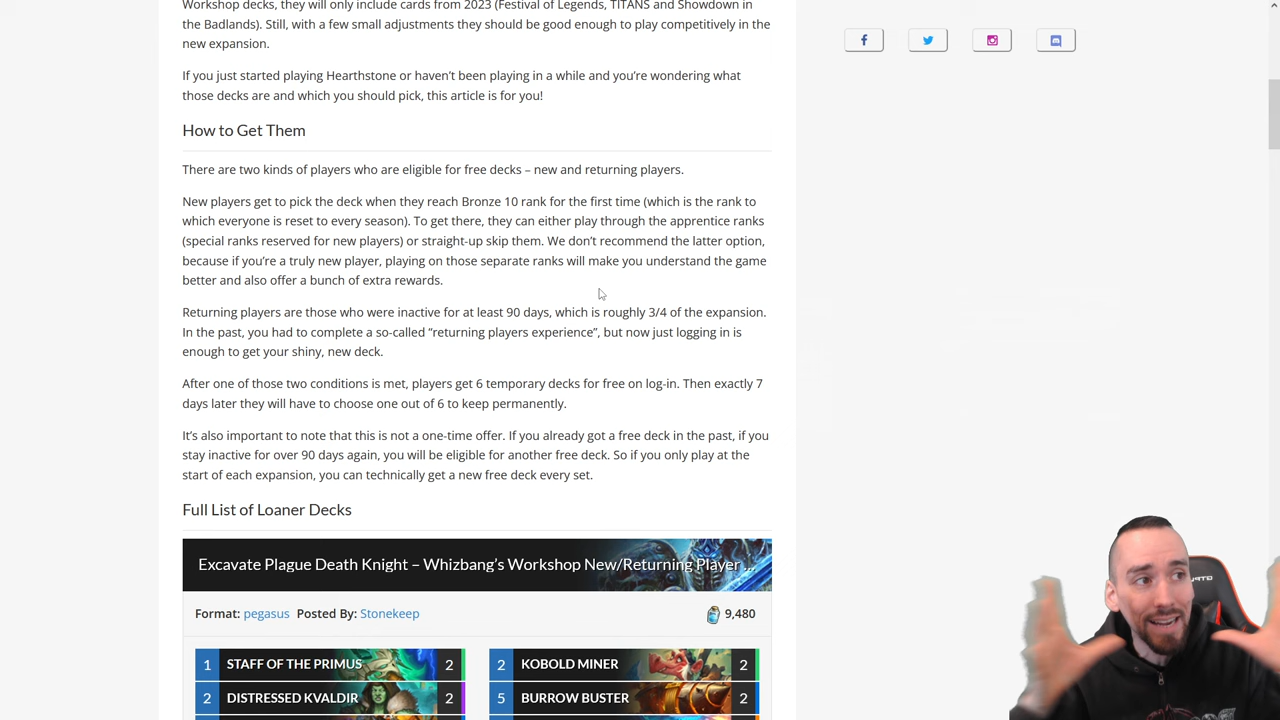 Workshop decks, they will only include cards from 2023 (Festival of Legends, TITANS and Showdown in
the Badlands). Still, with a few small adjustments they should be good enough to play competitively in the
new expansion.
If you just started playing Hearthstone or haven't been playing in a while and you're wondering what
those decks are and which you should pick, this article is for you!
How to Get Them
There are two kinds of players who are eligible for free decks – new and returning players.
New players get to pick the deck when they reach Bronze 10 rank for the first time (which is the rank to
which everyone is reset to every season). To get there, they can either play through the apprentice ranks
(special ranks reserved for new players) or straight-up skip them. We don't recommend the latter option,
because if you're a truly new player, playing on those separate ranks will make you understand the game
better and also offer a bunch of extra rewards.
Returning players are those who were inactive for at least 90 days, which is roughly 3/4 of the expansion.
In the past, you had to complete a so-called “returning players experience”, but now just logging in is
enough to get your shiny, new deck.
After one of those two conditions is met, players get 6 temporary decks for free on log-in. Then exactly 7
days later they will have to choose one out of 6 to keep permanently.
It's also important to note that this is not a one-time offer. If you already got a free deck in the past, if you
stay inactive for over 90 days again, you will be eligible for another free deck. So if you only play at the
start of each expansion, you can technically get a new free deck every set.
Full List of Loaner Decks
Excavate Plague Death Knight – Whizbang's Workshop New/Returning Player ...
Format: pegasus Posted By: Stonekeep 9,480
1 STAFF OF THE PRIMUS 2
2 KOBOLD MINER 2
2 DISTRESSED KVALDIR 2
5 BURROW BUSTER 2